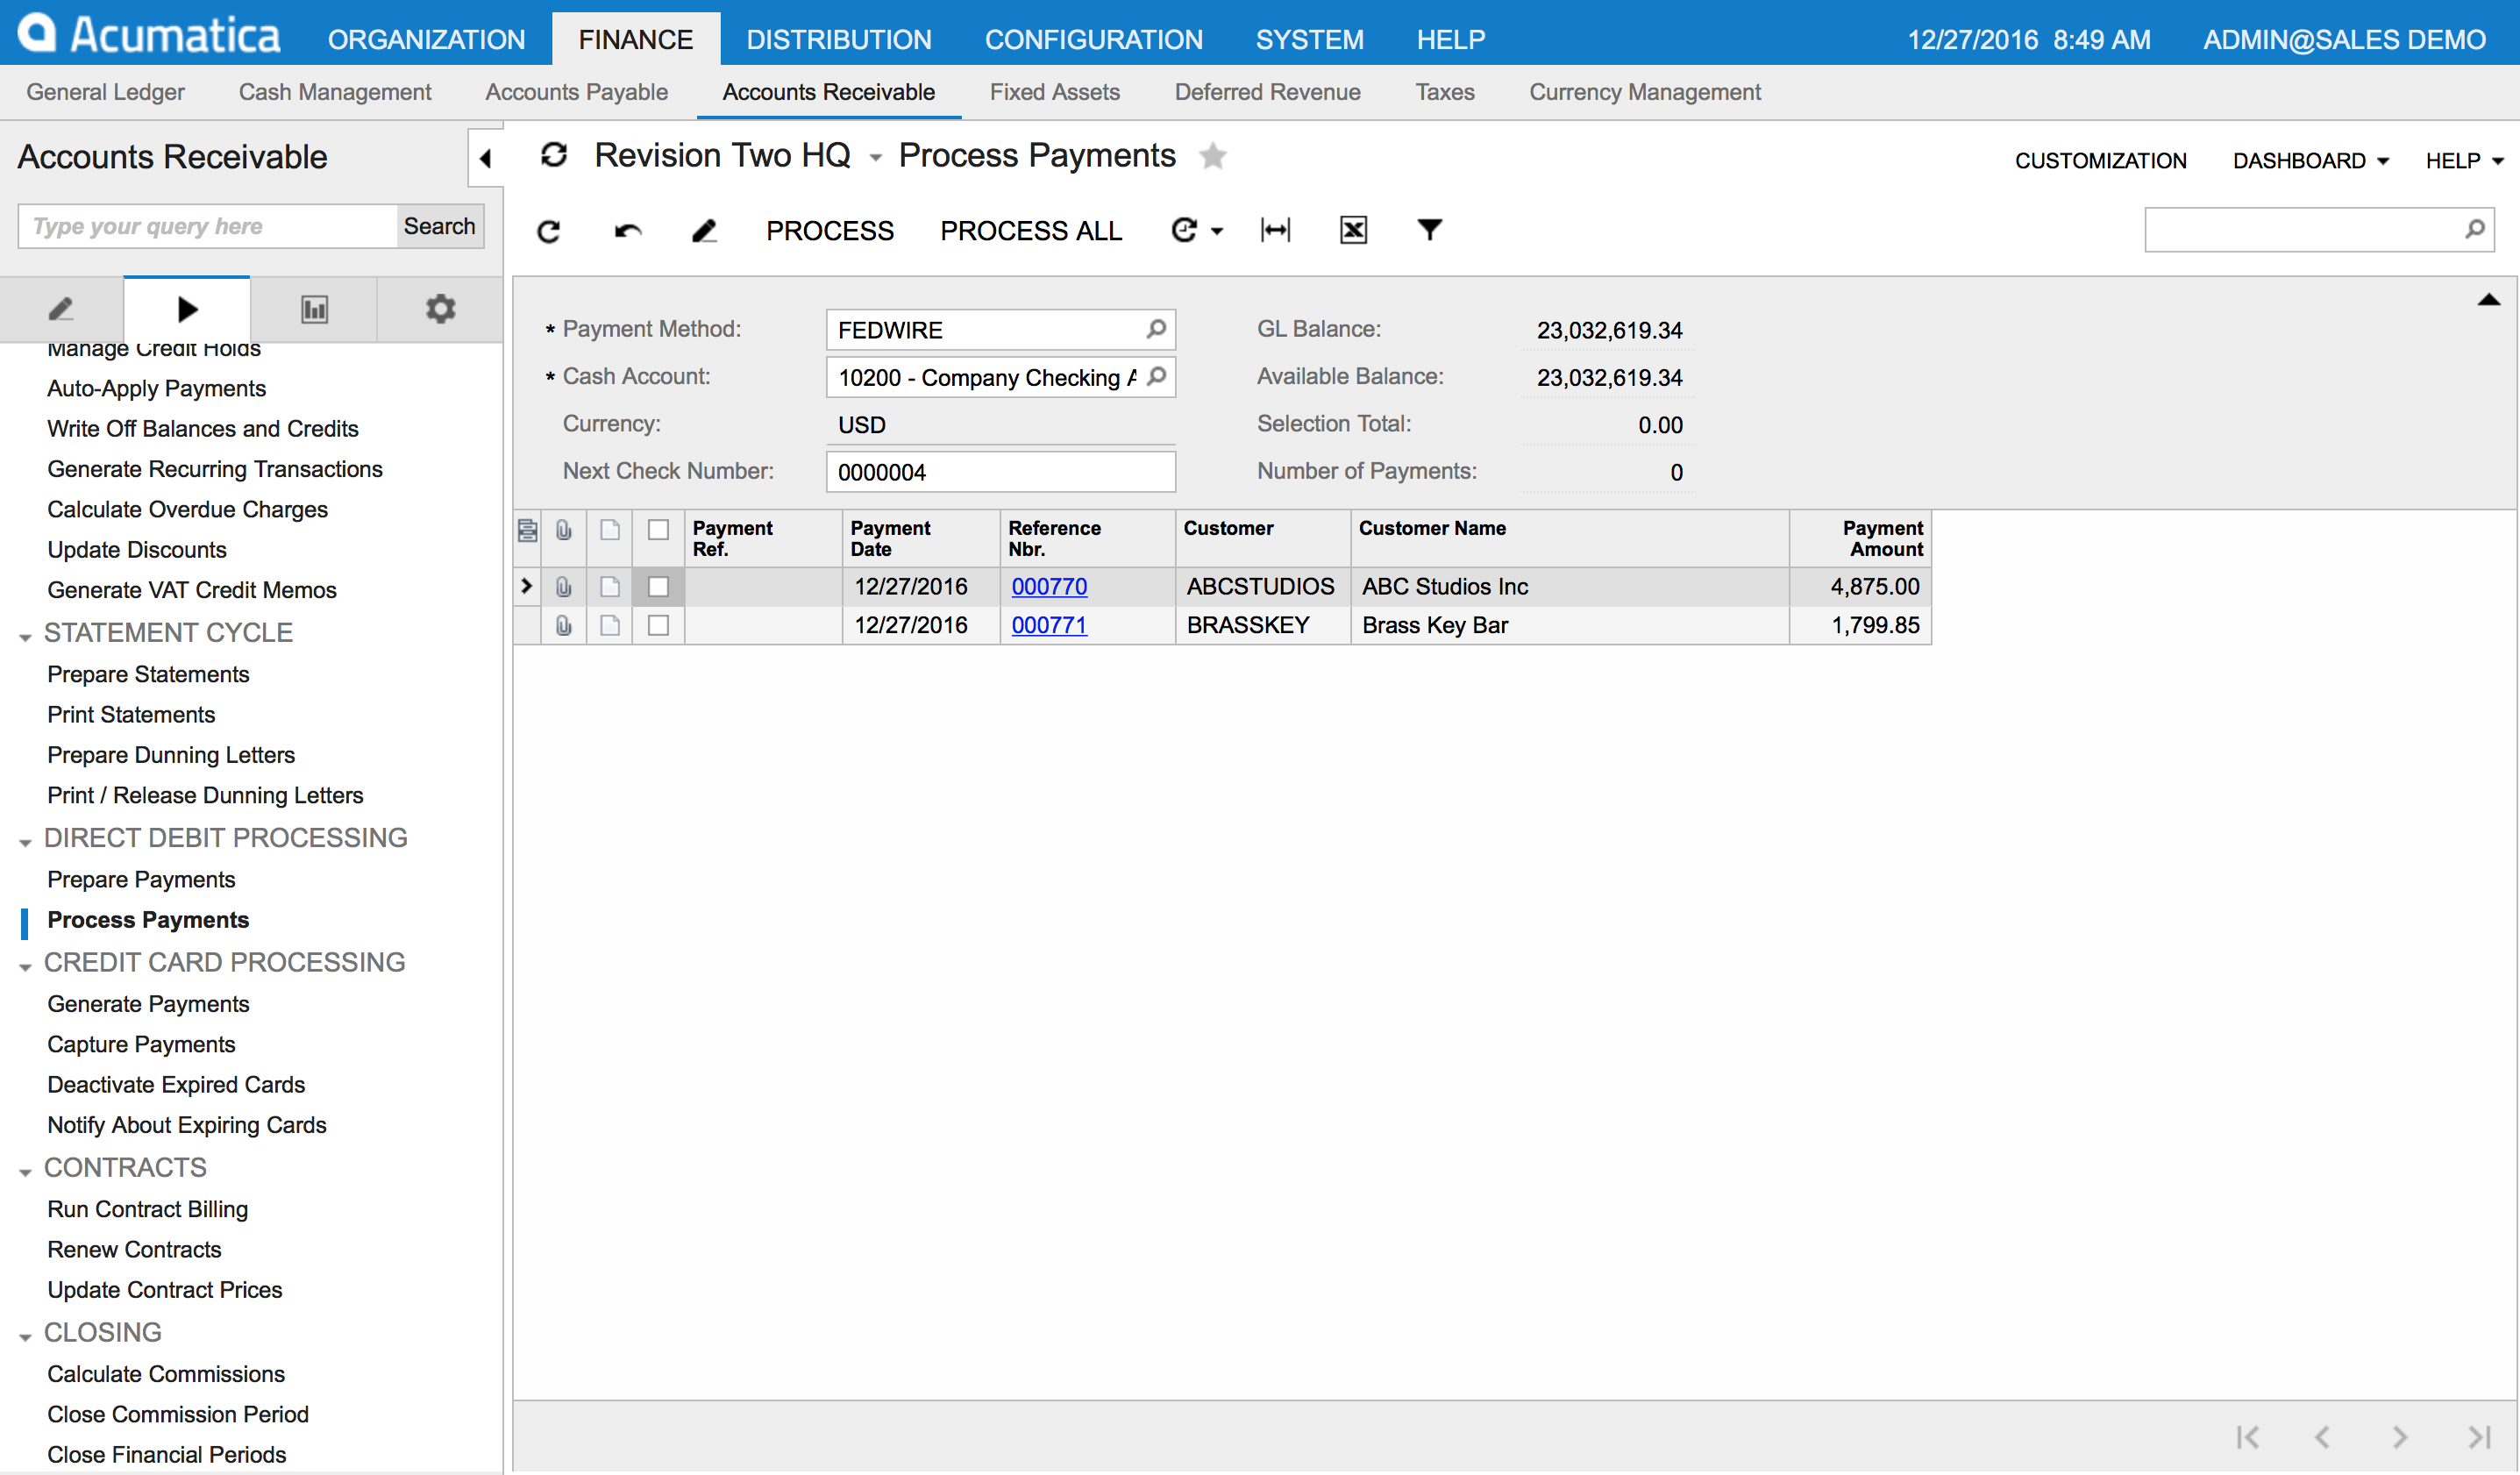 Acumatica ORGANIZATION FINANCE DISTRIBUTION CONFIGURATION SYSTEM HELP 12/27/2016 8:49 AM ADMIN@SALES DEMO
General Ledger Cash Management Accounts Payable Accounts Receivable Fixed Assets Deferred Revenue Taxes Currency Management
Accounts Receivable
Type your query here Search
Manage Credit Holds
Auto-Apply Payments
Write Off Balances and Credits
Generate Recurring Transactions
Calculate Overdue Charges
Update Discounts
Generate VAT Credit Memos
STATEMENT CYCLE
Prepare Statements
Print Statements
Prepare Dunning Letters
Print / Release Dunning Letters
DIRECT DEBIT PROCESSING
Prepare Payments
Process Payments
CREDIT CARD PROCESSING
Generate Payments
Capture Payments
Deactivate Expired Cards
Notify About Expiring Cards
CONTRACTS
Run Contract Billing
Renew Contracts
Update Contract Prices
CLOSING
Calculate Commissions
Close Commission Period
Close Financial Periods
Revision Two HQ Process Payments CUSTOMIZATION DASHBOARD HELP
PROCESS PROCESS ALL
* Payment Method: FEDWIRE GL Balance: 23,032,619.34
* Cash Account: 10200 - Company Checking A Available Balance: 23,032,619.34
Currency: USD Selection Total: 0.00
Next Check Number: 0000004 Number of Payments: 0
Payment Ref. Payment Date Reference Nbr. Customer Customer Name Payment Amount
12/27/2016 000770 ABCSTUDIOS ABC Studios Inc 4,875.00
12/27/2016 000771 BRASSKEY Brass Key Bar 1,799.85